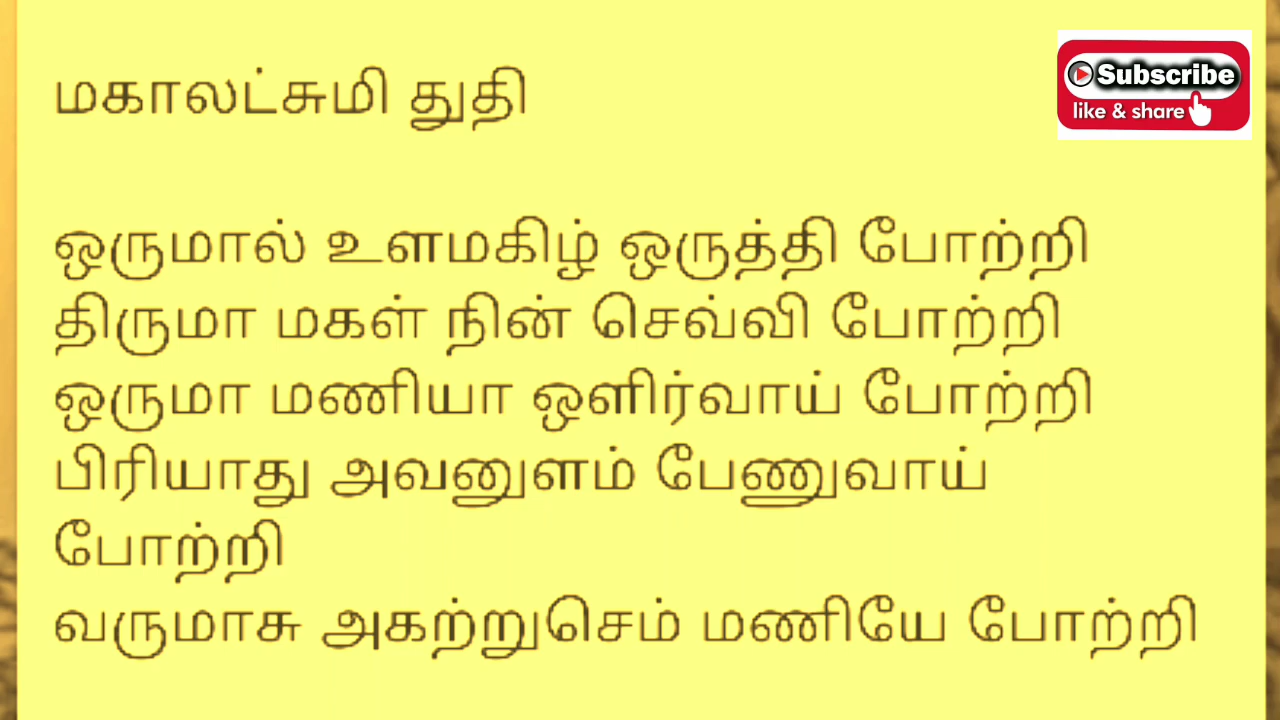 மகாலட்சுமி துதி
Subscribe
like & share
ஒருமால் உளமகிழ் ஒருத்தி போற்றி
திருமா மகள் நின் செவ்வி போற்றி
ஒருமா மணியா ஒளிர்வாய் போற்றி
பிரியாது அவனுளம் பேணுவாய்
போற்றி
வருமாசு அகற்றுசெம் மணியே போற்றி